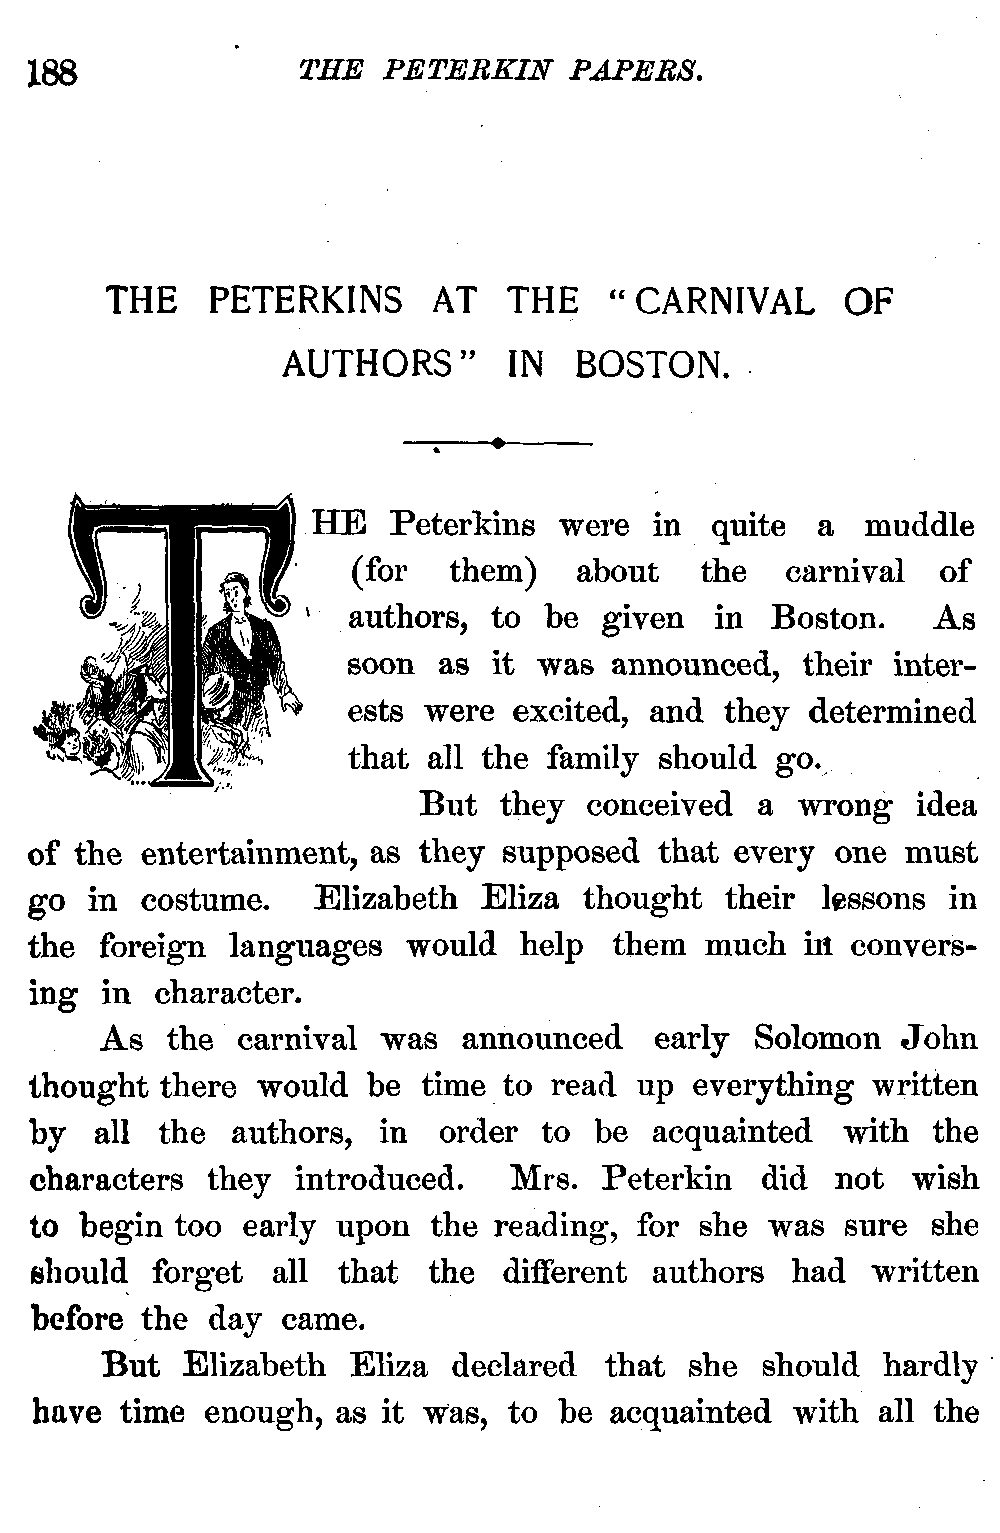 188 THE PETERKIN PAPERS.
THE PETERKINS AT THE “CARNIVAL OF
AUTHORS” IN BOSTON.
THE Peterkins were in quite a muddle
(for them) about the carnival of
authors, to be given in Boston. As
soon as it was announced, their inter-
ests were excited, and they determined
that all the family should go.
But they conceived a wrong idea
of the entertainment, as they supposed that every one must
go in costume. Elizabeth Eliza thought their lessons in
the foreign languages would help them much in convers-
ing in character.
As the carnival was announced early Solomon John
thought there would be time to read up everything written
by all the authors, in order to be acquainted with the
characters they introduced. Mrs. Peterkin did not wish
to begin too early upon the reading, for she was sure she
should forget all that the different authors had written
before the day came.
But Elizabeth Eliza declared that she should hardly
have time enough, as it was, to be acquainted with all the